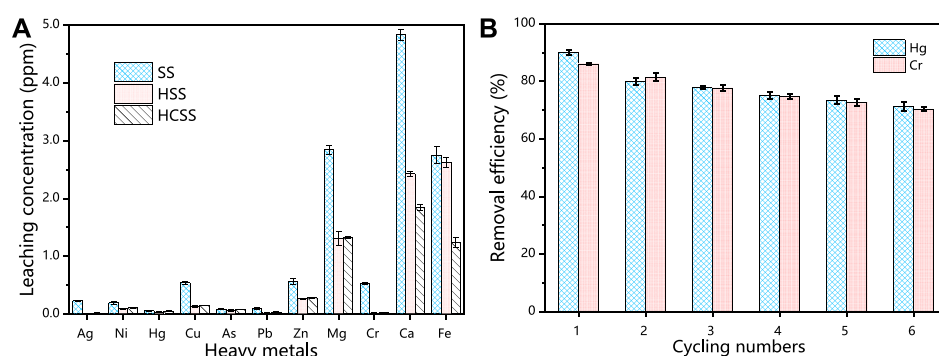 A
Leaching concentration (ppm)
5.0
4.0
3.0
2.0
1.0
0.0
SS
HSS
HCSS
Ag Ni Hg Cu As Pb Zn Mg Cr Ca Fe
Heavy metals
B
Removal efficiency (%)
100
80
60
40
20
0
Hg
Cr
1 2 3 4 5 6
Cycling numbers